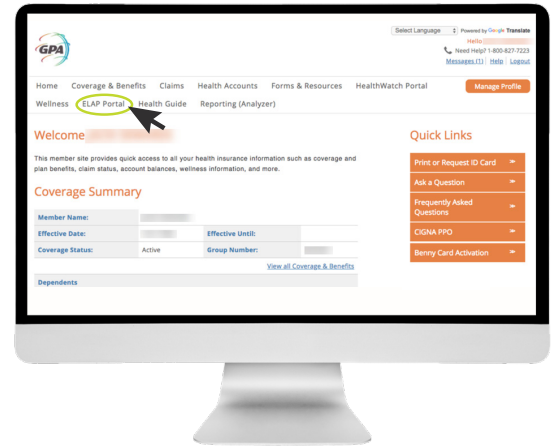 Select Language
Powered by Google Translate
GPA
Hello
Need Help? 1-800-827-7223
Messages (1) | Help | Logout
Home Coverage & Benefits Claims Health Accounts Forms & Resources HealthWatch Portal Manage Profile
Wellness ELAP Portal Health Guide Reporting (Analyzer)
Welcome
This member site provides quick access to all your health insurance information such as coverage and
plan benefits, claim status, account balances, wellness information, and more.
Coverage Summary
Member Name:
Effective Date: Effective Until:
Coverage Status: Active Group Number:
View all Coverage & Benefits
Dependents
Quick Links
Print or Request ID Card
Ask a Question
Frequently Asked
Questions
CIGNA PPO
Benny Card Activation